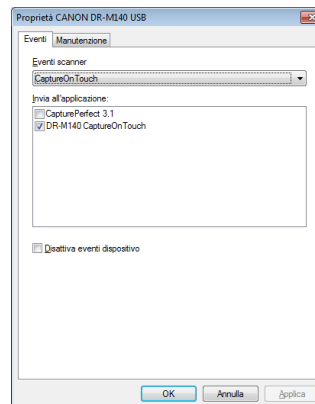 Proprietà CANON DR-M140 USB
Eventi
Manutenzione
Eventi scanner
CaptureOnTouch
Invia all'applicazione:
CapturePerfect 3.1
DR-M140 CaptureOnTouch
Disattiva eventi dispositivo
OK
Annulla
Applica